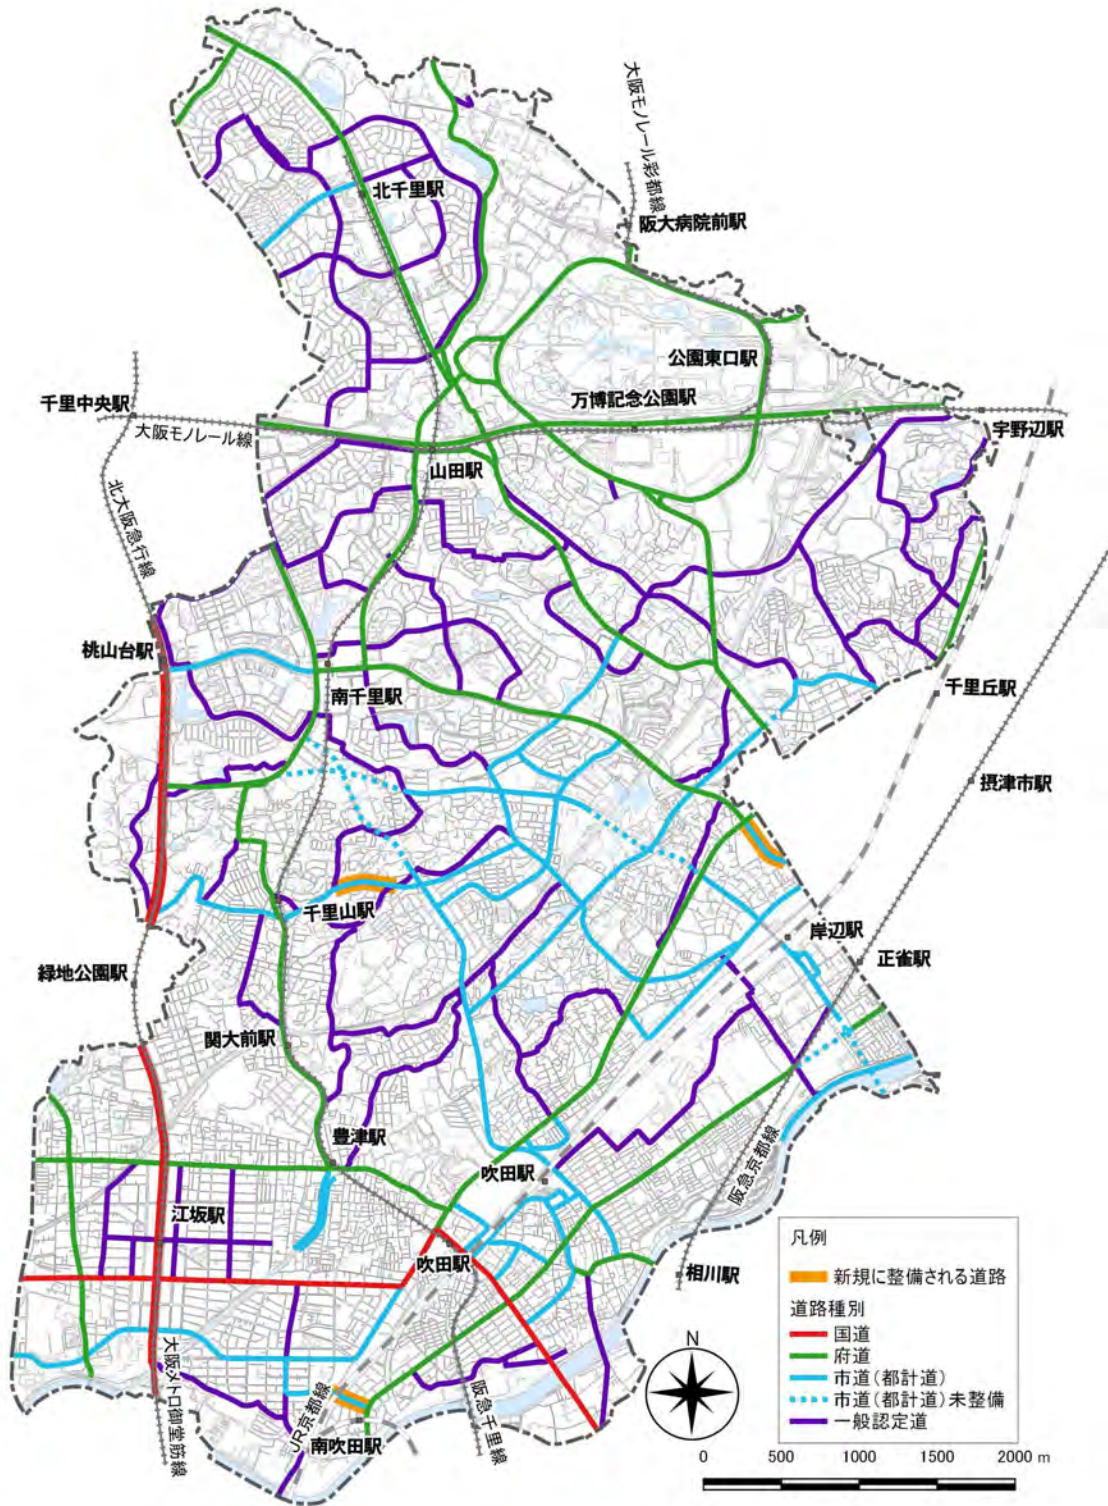 大阪モノレール彩都線
北千里駅
阪大病院前駅
公園東口駅
千里中央駅
万博記念公園駅
大阪モノレール線
宇野辺駅
山田駅
北大阪急行線
桃山台駅
南千里駅
千里丘駅
摂津市駅
千里山駅
岸辺駅
正雀駅
緑地公園駅
関大前駅
豊津駅
吹田駅
阪急京都線
江坂駅
吹田駅
相川駅
大阪メトロ御堂筋線
JR京都線
阪急千里線
南吹田駅
凡例
新規に整備される道路
道路種別
国道
府道
市道(都計道)
市道(都計道)未整備
一般認定道
N
0 500 1000 1500 2000 m